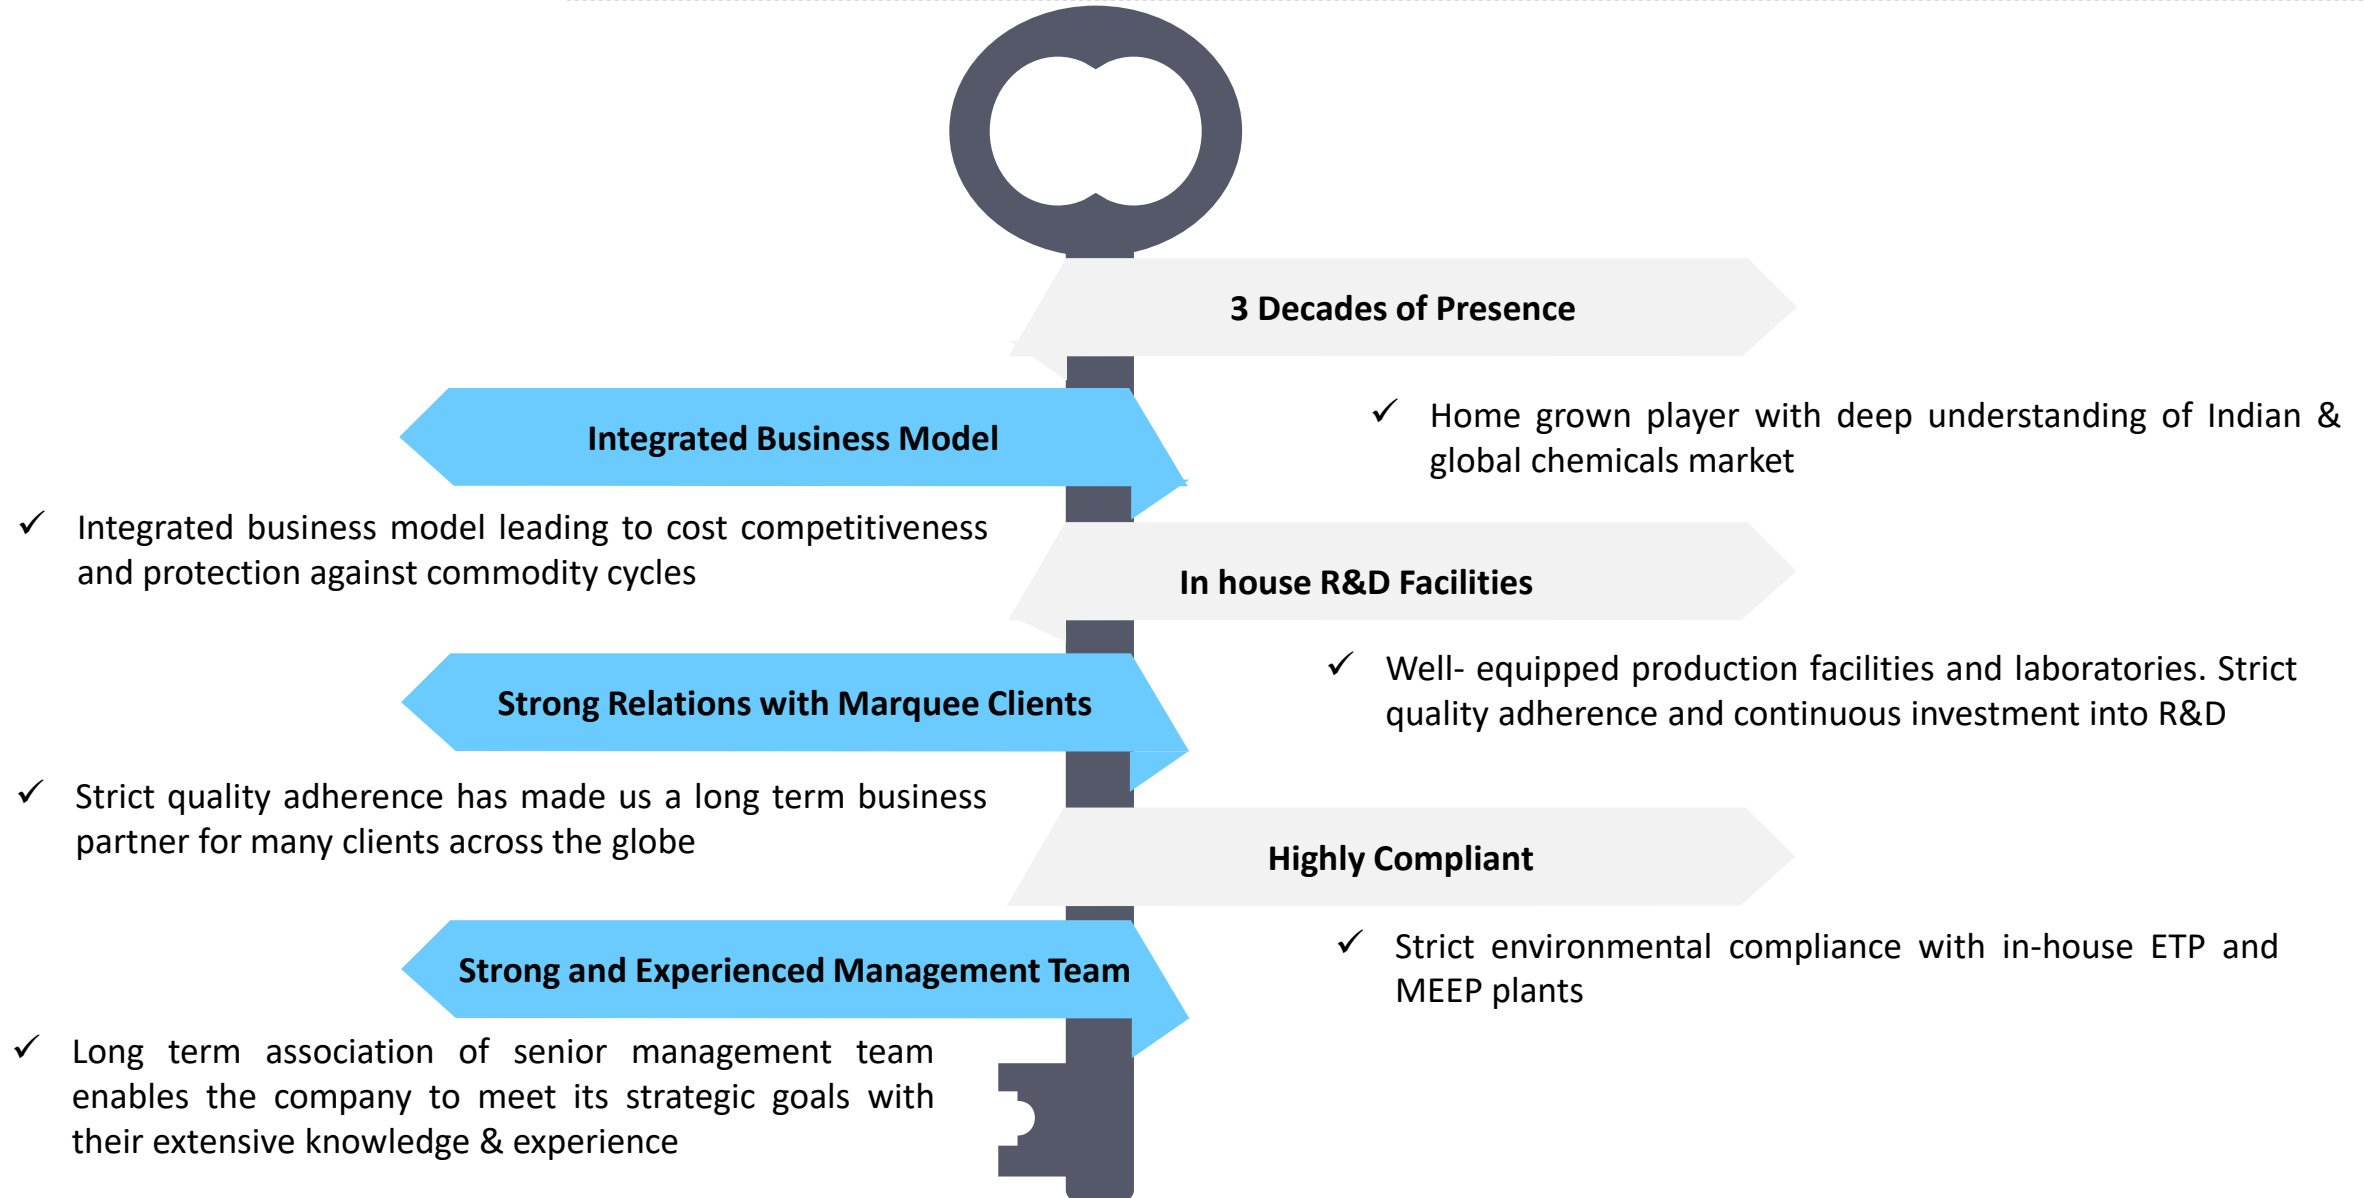 3 Decades of Presence
✓ Home grown player with deep understanding of Indian &
global chemicals market
Integrated Business Model
✓ Integrated business model leading to cost competitiveness
and protection against commodity cycles
In house R&D Facilities
✓ Well- equipped production facilities and laboratories. Strict
quality adherence and continuous investment into R&D
Strong Relations with Marquee Clients
✓ Strict quality adherence has made us a long term business
partner for many clients across the globe
Highly Compliant
✓ Strict environmental compliance with in-house ETP and
MEEP plants
Strong and Experienced Management Team
✓ Long term association of senior management team
enables the company to meet its strategic goals with
their extensive knowledge & experience